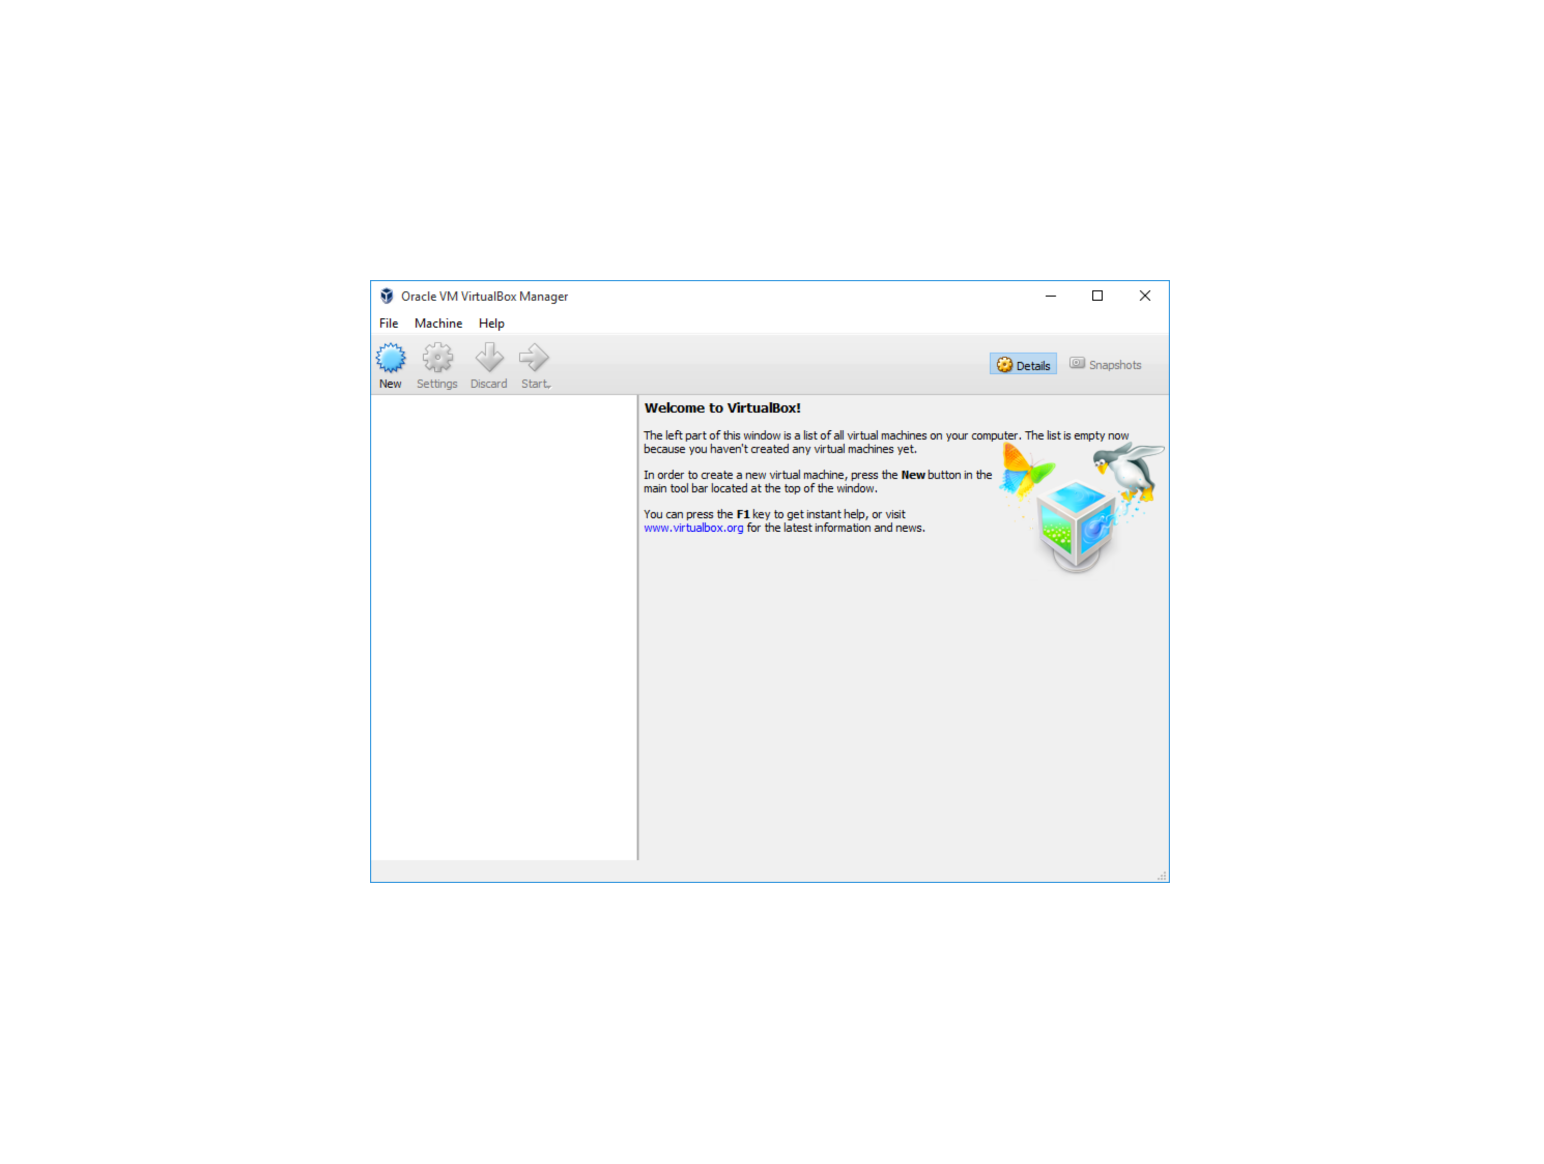 Oracle VM VirtualBox Manager
File Machine Help
New Settings Discard Start
Details Snapshots
Welcome to VirtualBox!
The left part of this window is a list of all virtual machines on your computer. The list is empty now
because you haven't created any virtual machines yet.
In order to create a new virtual machine, press the New button in the
main tool bar located at the top of the window.
You can press the F1 key to get instant help, or visit
www.virtualbox.org for the latest information and news.